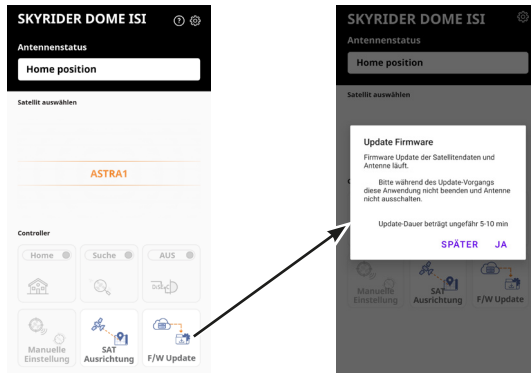 SKYRIDER DOME ISI
Antennenstatus
Home position
Satellit auswählen
ASTRA1
Controller
Home
Suche
AUS
Manuelle
Einstellung
SAT
Ausrichtung
F/W Update
SKYRIDER DOME ISI
Antennenstatus
Home position
Satellit auswählen
Update Firmware
Firmware Update der Satellitendaten und
Antenne läuft.
Bitte während des Update-Vorgangs
diese Anwendung nicht beenden und Antenne
nicht ausschalten.
Update-Dauer beträgt ungefähr 5-10 min
SPÄTER JA
Manuelle
Einstellung
SAT
Ausrichtung
F/W Update